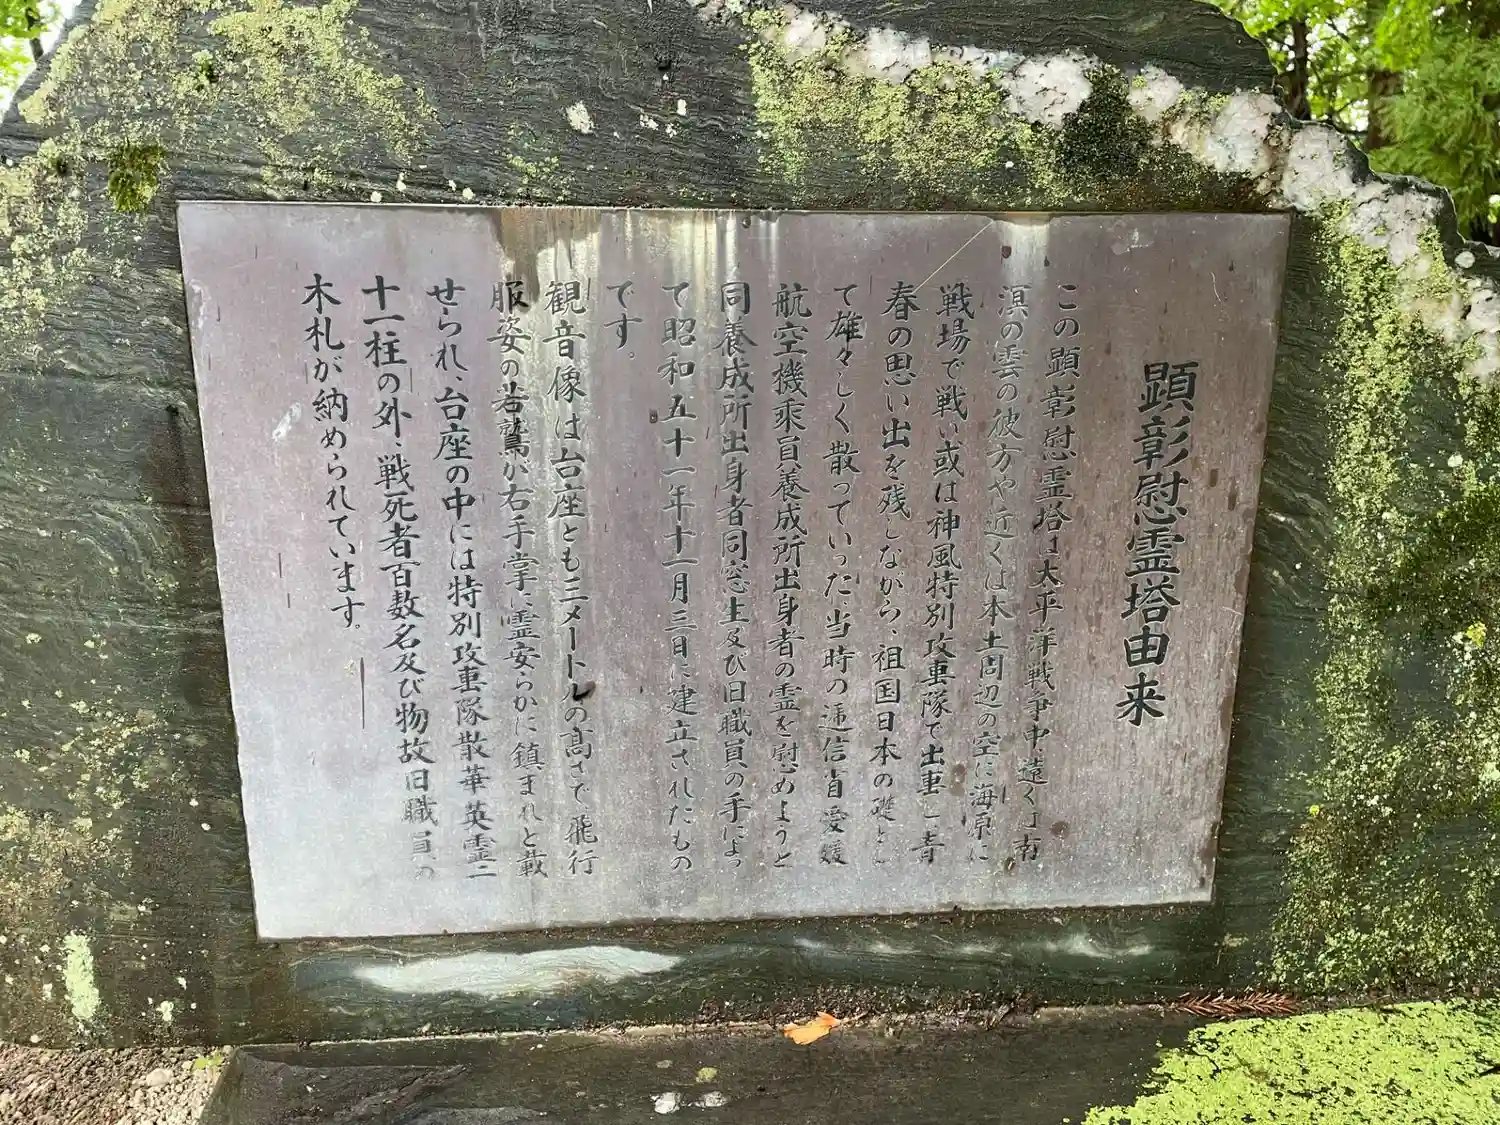 顕彰慰霊塔由来
この顕彰慰霊塔は大平洋戦争中、遠くは南
溟の雲の彼方や近くは本土周辺の空に海原に
戦場で戦い或は神風特別攻撃隊で出撃し青
春の思い出を残しながら、祖国日本の礎とし
て雄々しく散っていった、当時の逓信省愛媛
航空機乗員養成所出身者の霊を慰めようと
同養成所出身者同窓生及び旧職員の手によっ
て昭和五十一年十一月三日に建立されたもの
です。
観音像は台座とも三メートルの高さで飛行
服姿の若鷲が右手掌に霊安らかに鎮まれと載
せられ、台座の中には特別攻撃隊散華英霊二
十一柱の外、戦死者百数名及び物故旧職員の
木札が納められています。